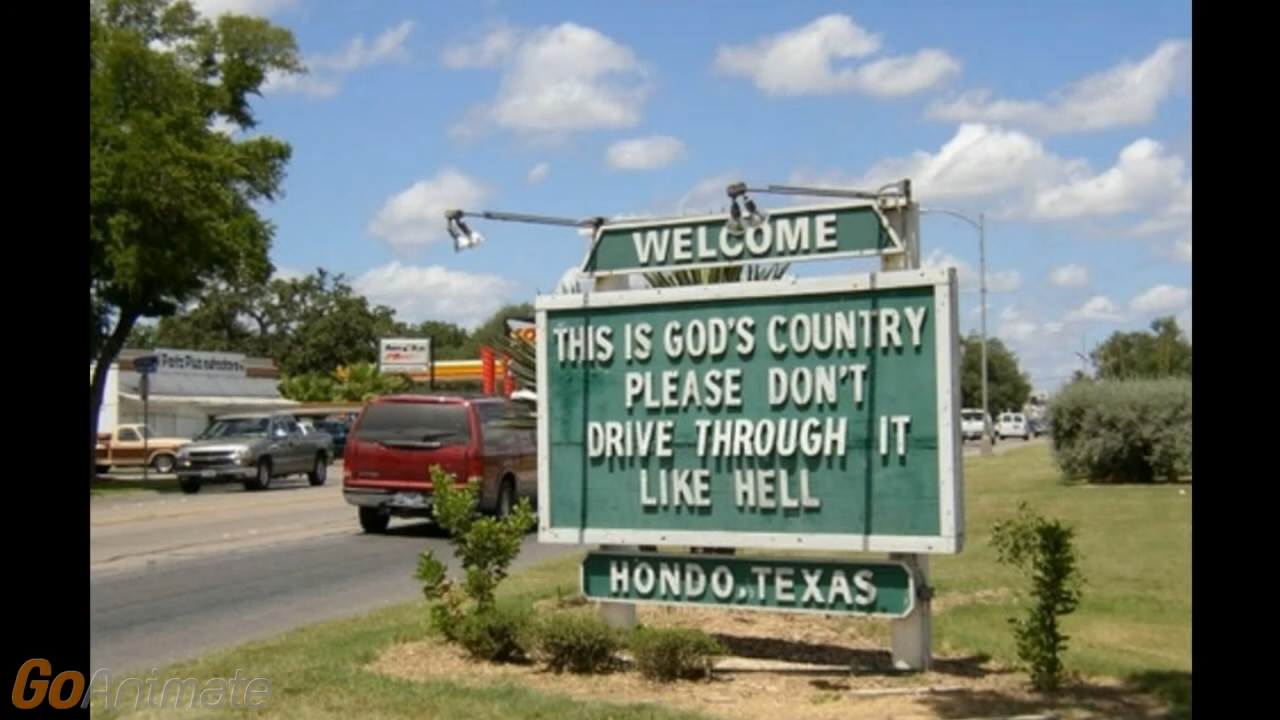 WELCOME
THIS IS GOD'S COUNTRY
PLEASE DON'T
DRIVE THROUGH IT
LIKE HELL
HONDO, TEXAS
GoAnimate